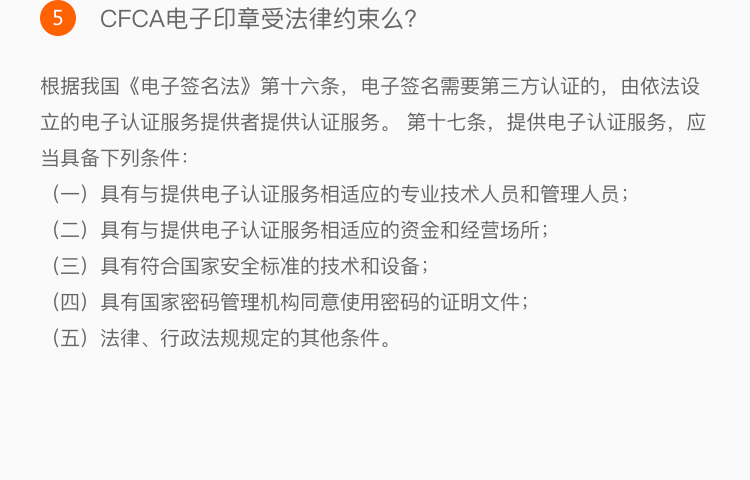 5 CFCA电子印章受法律约束么?
根据我国《电子签名法》第十六条，电子签名需要第三方认证的，由依法设
立的电子认证服务提供者提供认证服务。 第十七条，提供电子认证服务，应
当具备下列条件：
（一）具有与提供电子认证服务相适应的专业技术人员和管理人员；
（二）具有与提供电子认证服务相适应的资金和经营场所；
（三）具有符合国家安全标准的技术和设备；
（四）具有国家密码管理机构同意使用密码的证明文件；
（五）法律、行政法规规定的其他条件。